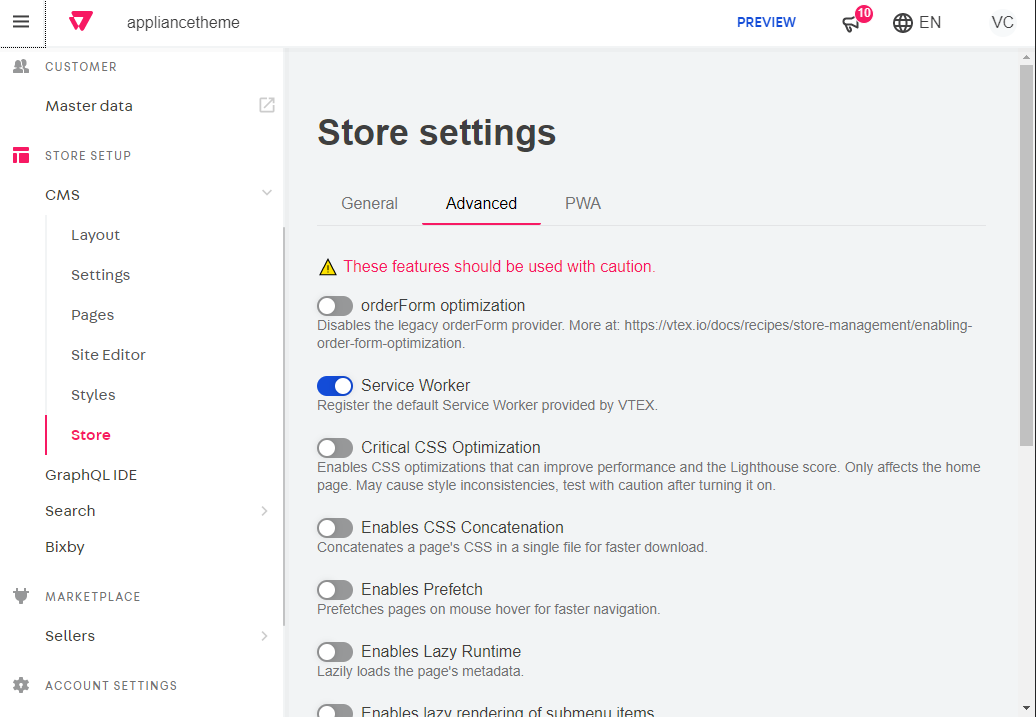 appliancetheme
PREVIEW
10
EN
VC
CUSTOMER
Master data
STORE SETUP
CMS
Layout
Settings
Pages
Site Editor
Styles
Store
GraphQL IDE
Search
Bixby
MARKETPLACE
Sellers
ACCOUNT SETTINGS
Store settings
General
Advanced
PWA
These features should be used with caution.
orderForm optimization
Disables the legacy orderForm provider. More at: https://vtex.io/docs/recipes/store-management/enabling-
order-form-optimization.
Service Worker
Register the default Service Worker provided by VTEX.
Critical CSS Optimization
Enables CSS optimizations that can improve performance and the Lighthouse score. Only affects the home
page. May cause style inconsistencies, test with caution after turning it on.
Enables CSS Concatenation
Concatenates a page's CSS in a single file for faster download.
Enables Prefetch
Prefetches pages on mouse hover for faster navigation.
Enables Lazy Runtime
Lazily loads the page's metadata.
Enables lazy rendering of submenu items